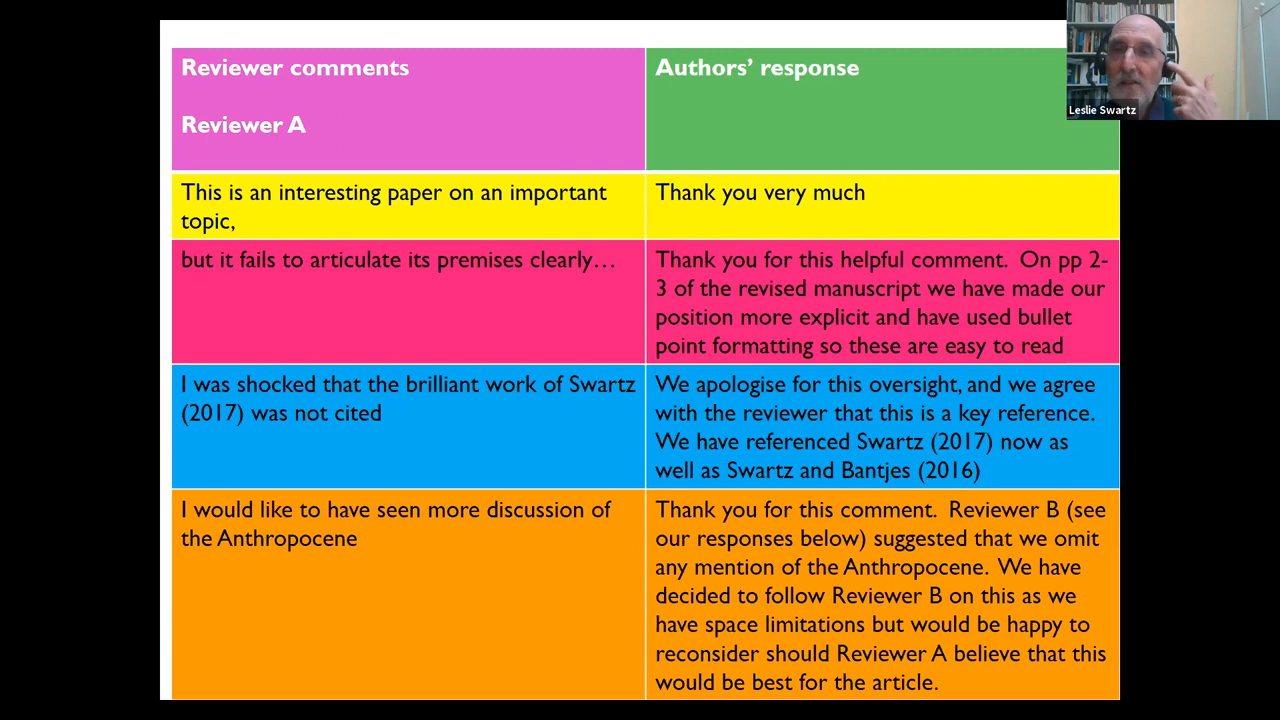 Reviewer comments
Reviewer A
Authors’ response
This is an interesting paper on an important
topic,
Thank you very much
but it fails to articulate its premises clearly…
Thank you for this helpful comment.  On pp 2-
3 of the revised manuscript we have made our
position more explicit and have used bullet
point formatting so these are easy to read
I was shocked that the brilliant work of Swartz
(2017) was not cited
We apologise for this oversight, and we agree
with the reviewer that this is a key reference.
We have referenced Swartz (2017) now as
well as Swartz and Bantjes (2016)
I would like to have seen more discussion of
the Anthropocene
Thank you for this comment.  Reviewer B (see
our responses below) suggested that we omit
any mention of the Anthropocene.  We have
decided to follow Reviewer B on this as we
have space limitations but would be happy to
reconsider should Reviewer A believe that this
would be best for the article.
Leslie Swartz